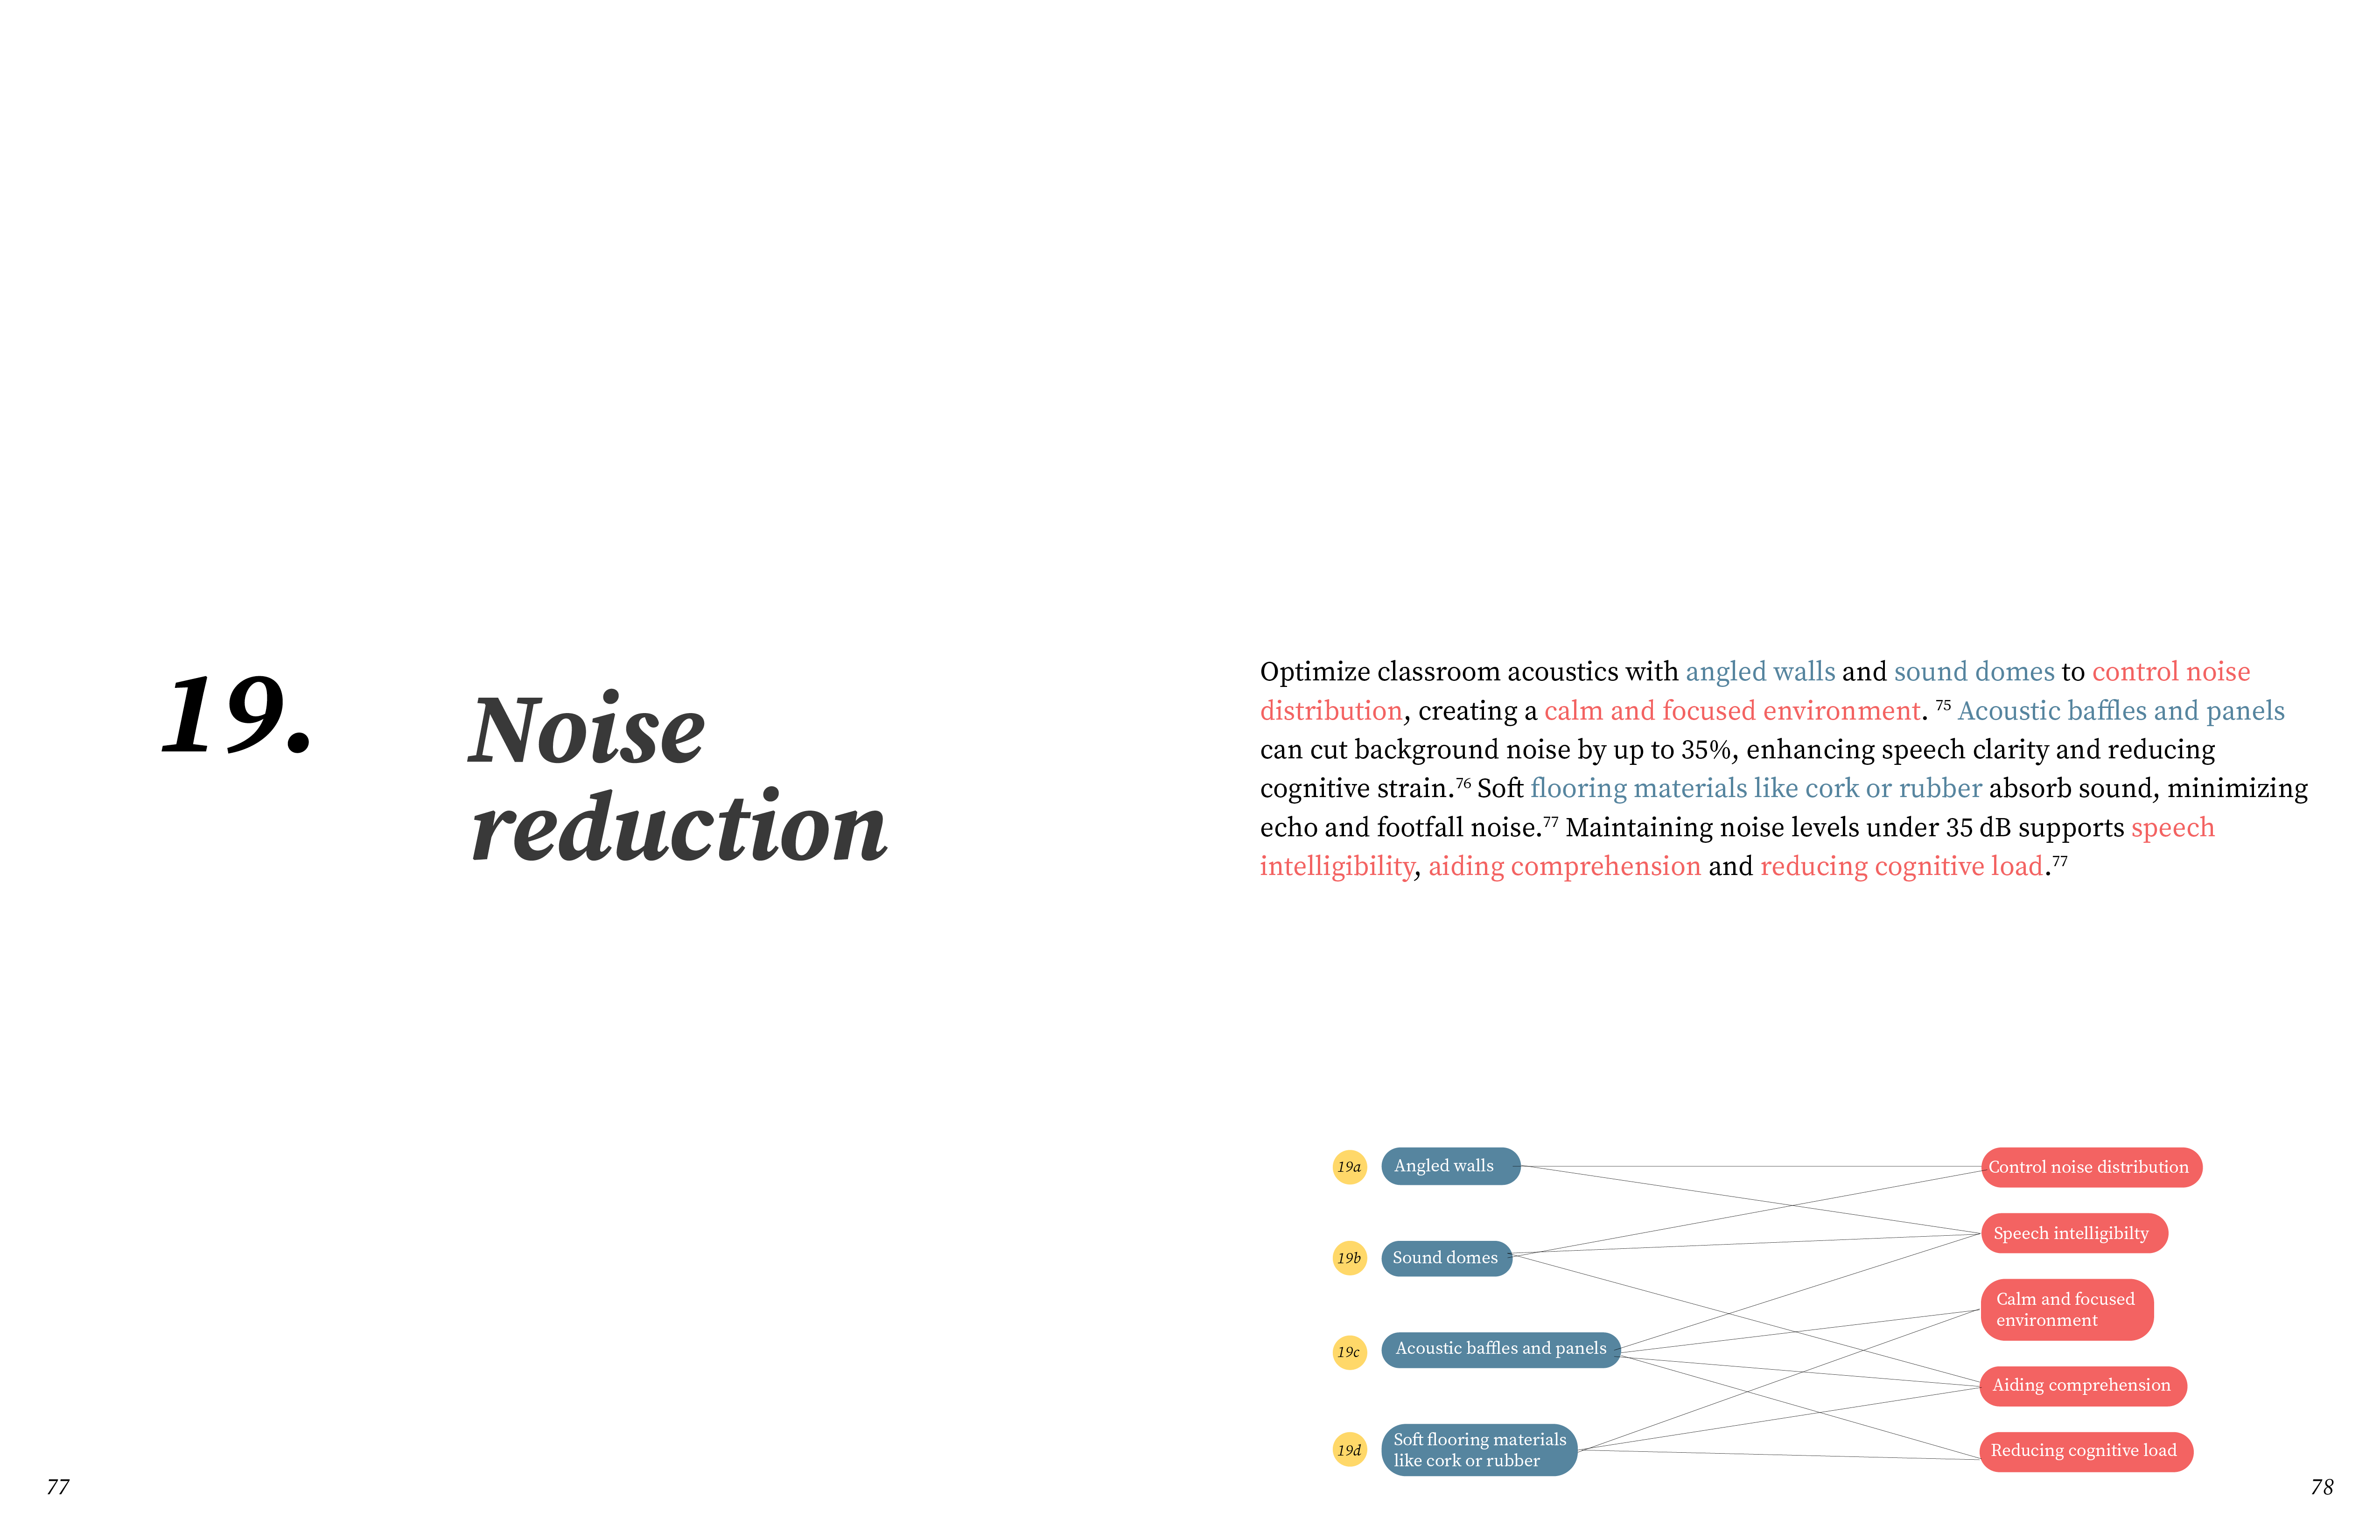 19.
Noise
reduction
Optimize classroom acoustics with angled walls and sound domes to control noise
distribution, creating a calm and focused environment. 75 Acoustic baffles and panels
can cut background noise by up to 35%, enhancing speech clarity and reducing
cognitive strain.76 Soft flooring materials like cork or rubber absorb sound, minimizing
echo and footfall noise.77 Maintaining noise levels under 35 dB supports speech
intelligibility, aiding comprehension and reducing cognitive load.77
19a
Angled walls
19b
Sound domes
19c
Acoustic baffles and panels
19d
Soft flooring materials
like cork or rubber
Control noise distribution
Speech intelligibilty
Calm and focused
environment
Aiding comprehension
Reducing cognitive load
77
78